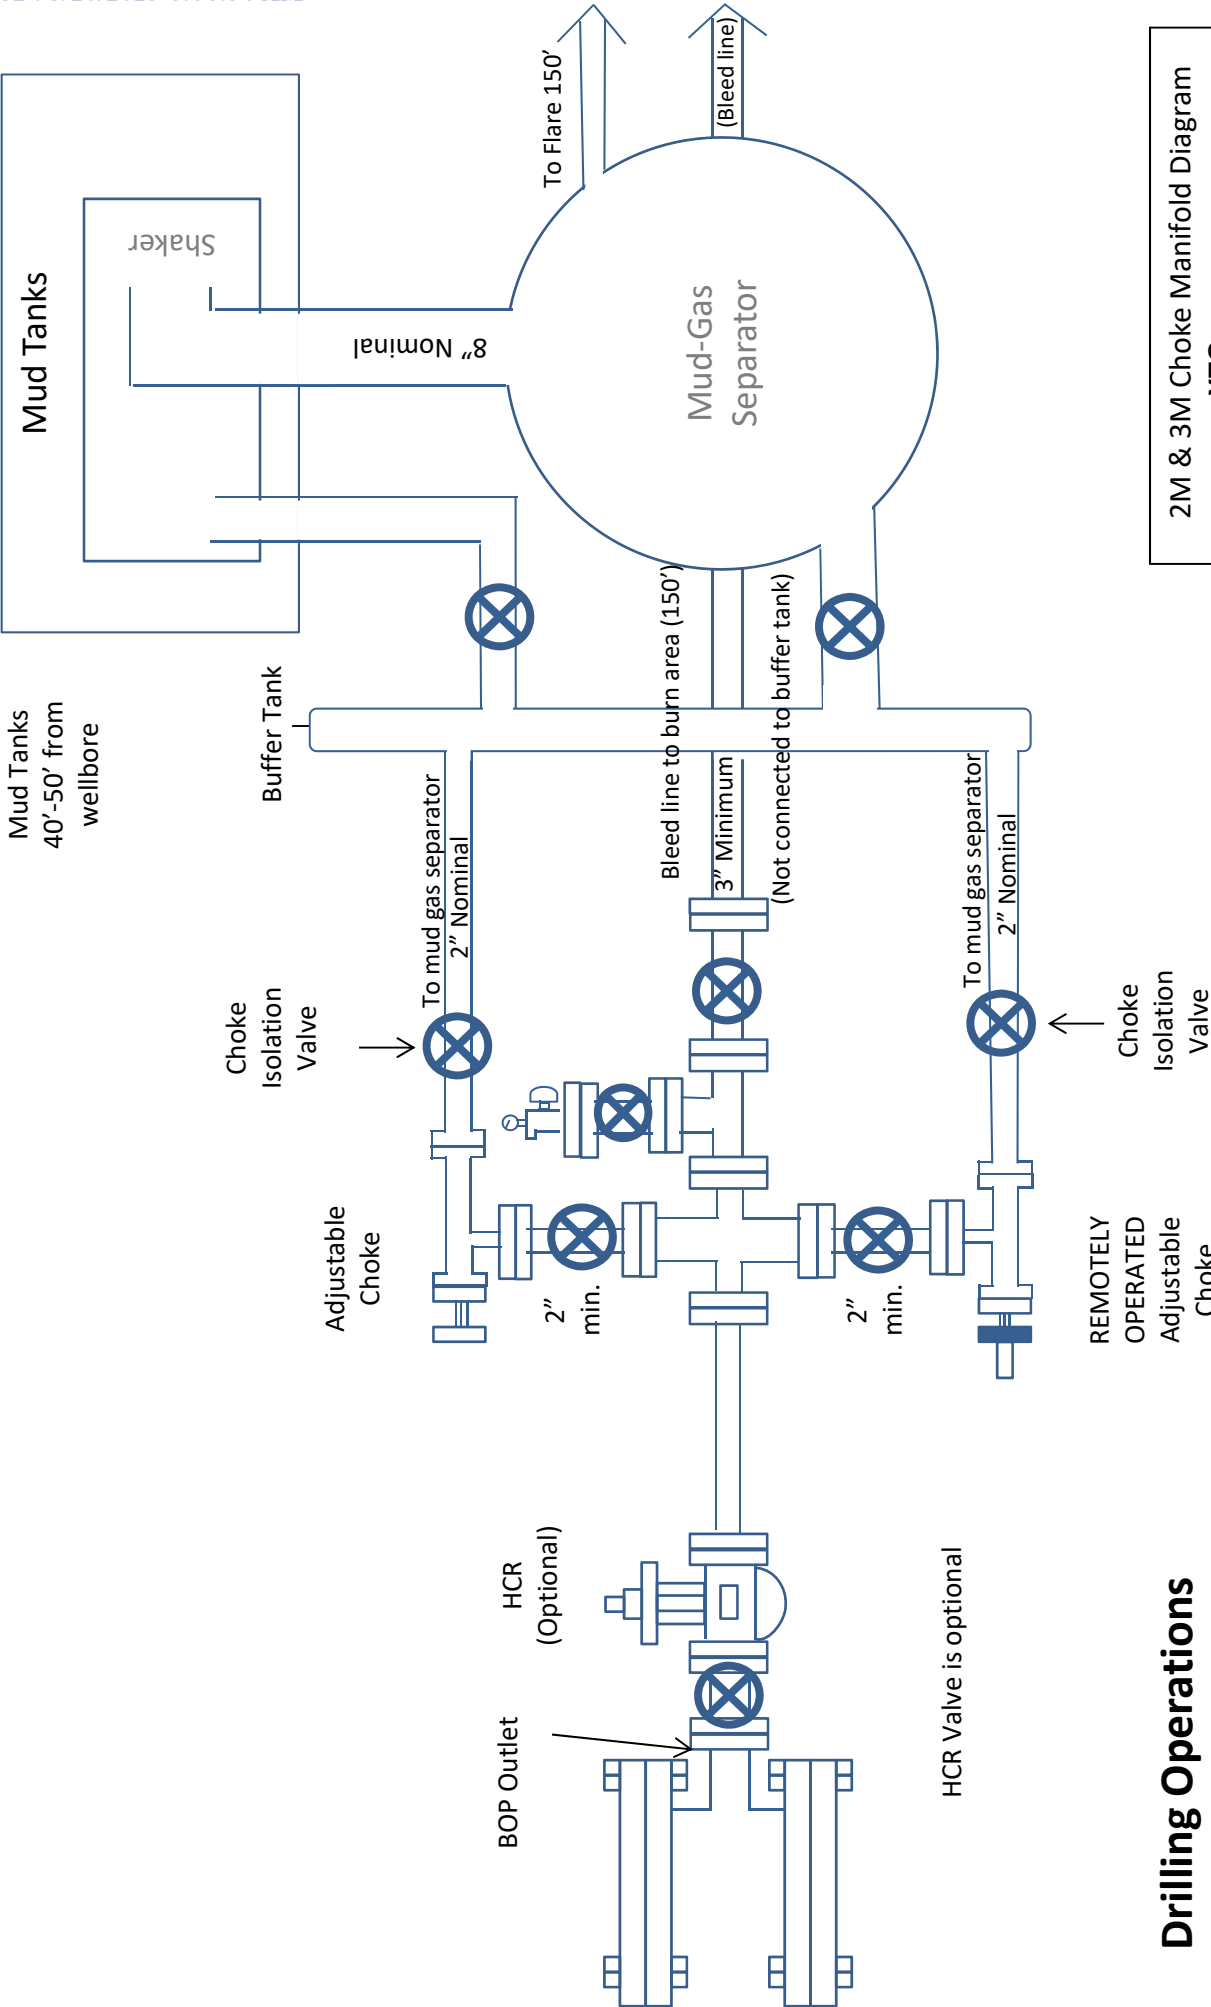 Mud Tanks
Shaker
8” Nominal
Mud Tanks
40’-50’ from
wellbore
To Flare 150’
(Bleed line)
Mud-Gas
Separator
Buffer Tank
Bleed line to burn area (150’)
3” Minimum
(Not connected to buffer tank)
To mud gas separator
2” Nominal
To mud gas separator
2” Nominal
Choke
Isolation
Valve
Choke
Isolation
Valve
Adjustable
Choke
2”
min.
2”
min.
REMOTELY
OPERATED
Adjustable
Choke
HCR
(Optional)
BOP Outlet
HCR Valve is optional
Drilling Operations
2M & 3M Choke Manifold Diagram